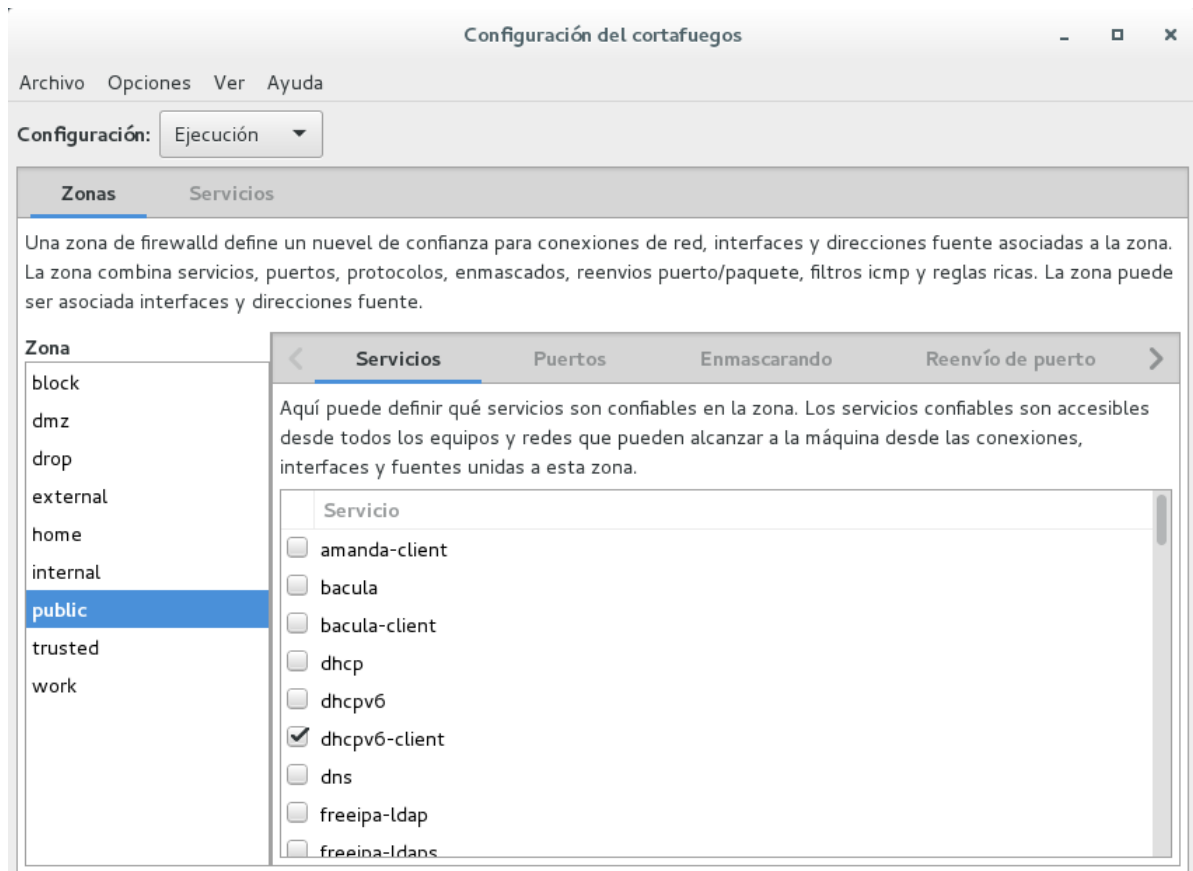 Configuración del cortafuegos
Archivo Opciones Ver Ayuda
Configuración: Ejecución
Zonas Servicios
Una zona de firewalld define un nuevel de confianza para conexiones de red, interfaces y direcciones fuente asociadas a la zona.
La zona combina servicios, puertos, protocolos, enmascados, reenvios puerto/paquete, filtros icmp y reglas ricas. La zona puede
ser asociada interfaces y direcciones fuente.
Zona
block
dmz
drop
external
home
internal
public
trusted
work
Servicios Puertos Enmascarando Reenvío de puerto
Aquí puede definir qué servicios son confiables en la zona. Los servicios confiables son accesibles
desde todos los equipos y redes que pueden alcanzar a la máquina desde las conexiones,
interfaces y fuentes unidas a esta zona.
Servicio
amanda-client
bacula
bacula-client
dhcp
dhcpv6
dhcpv6-client
dns
freeipa-ldap
freeipa-ldaps